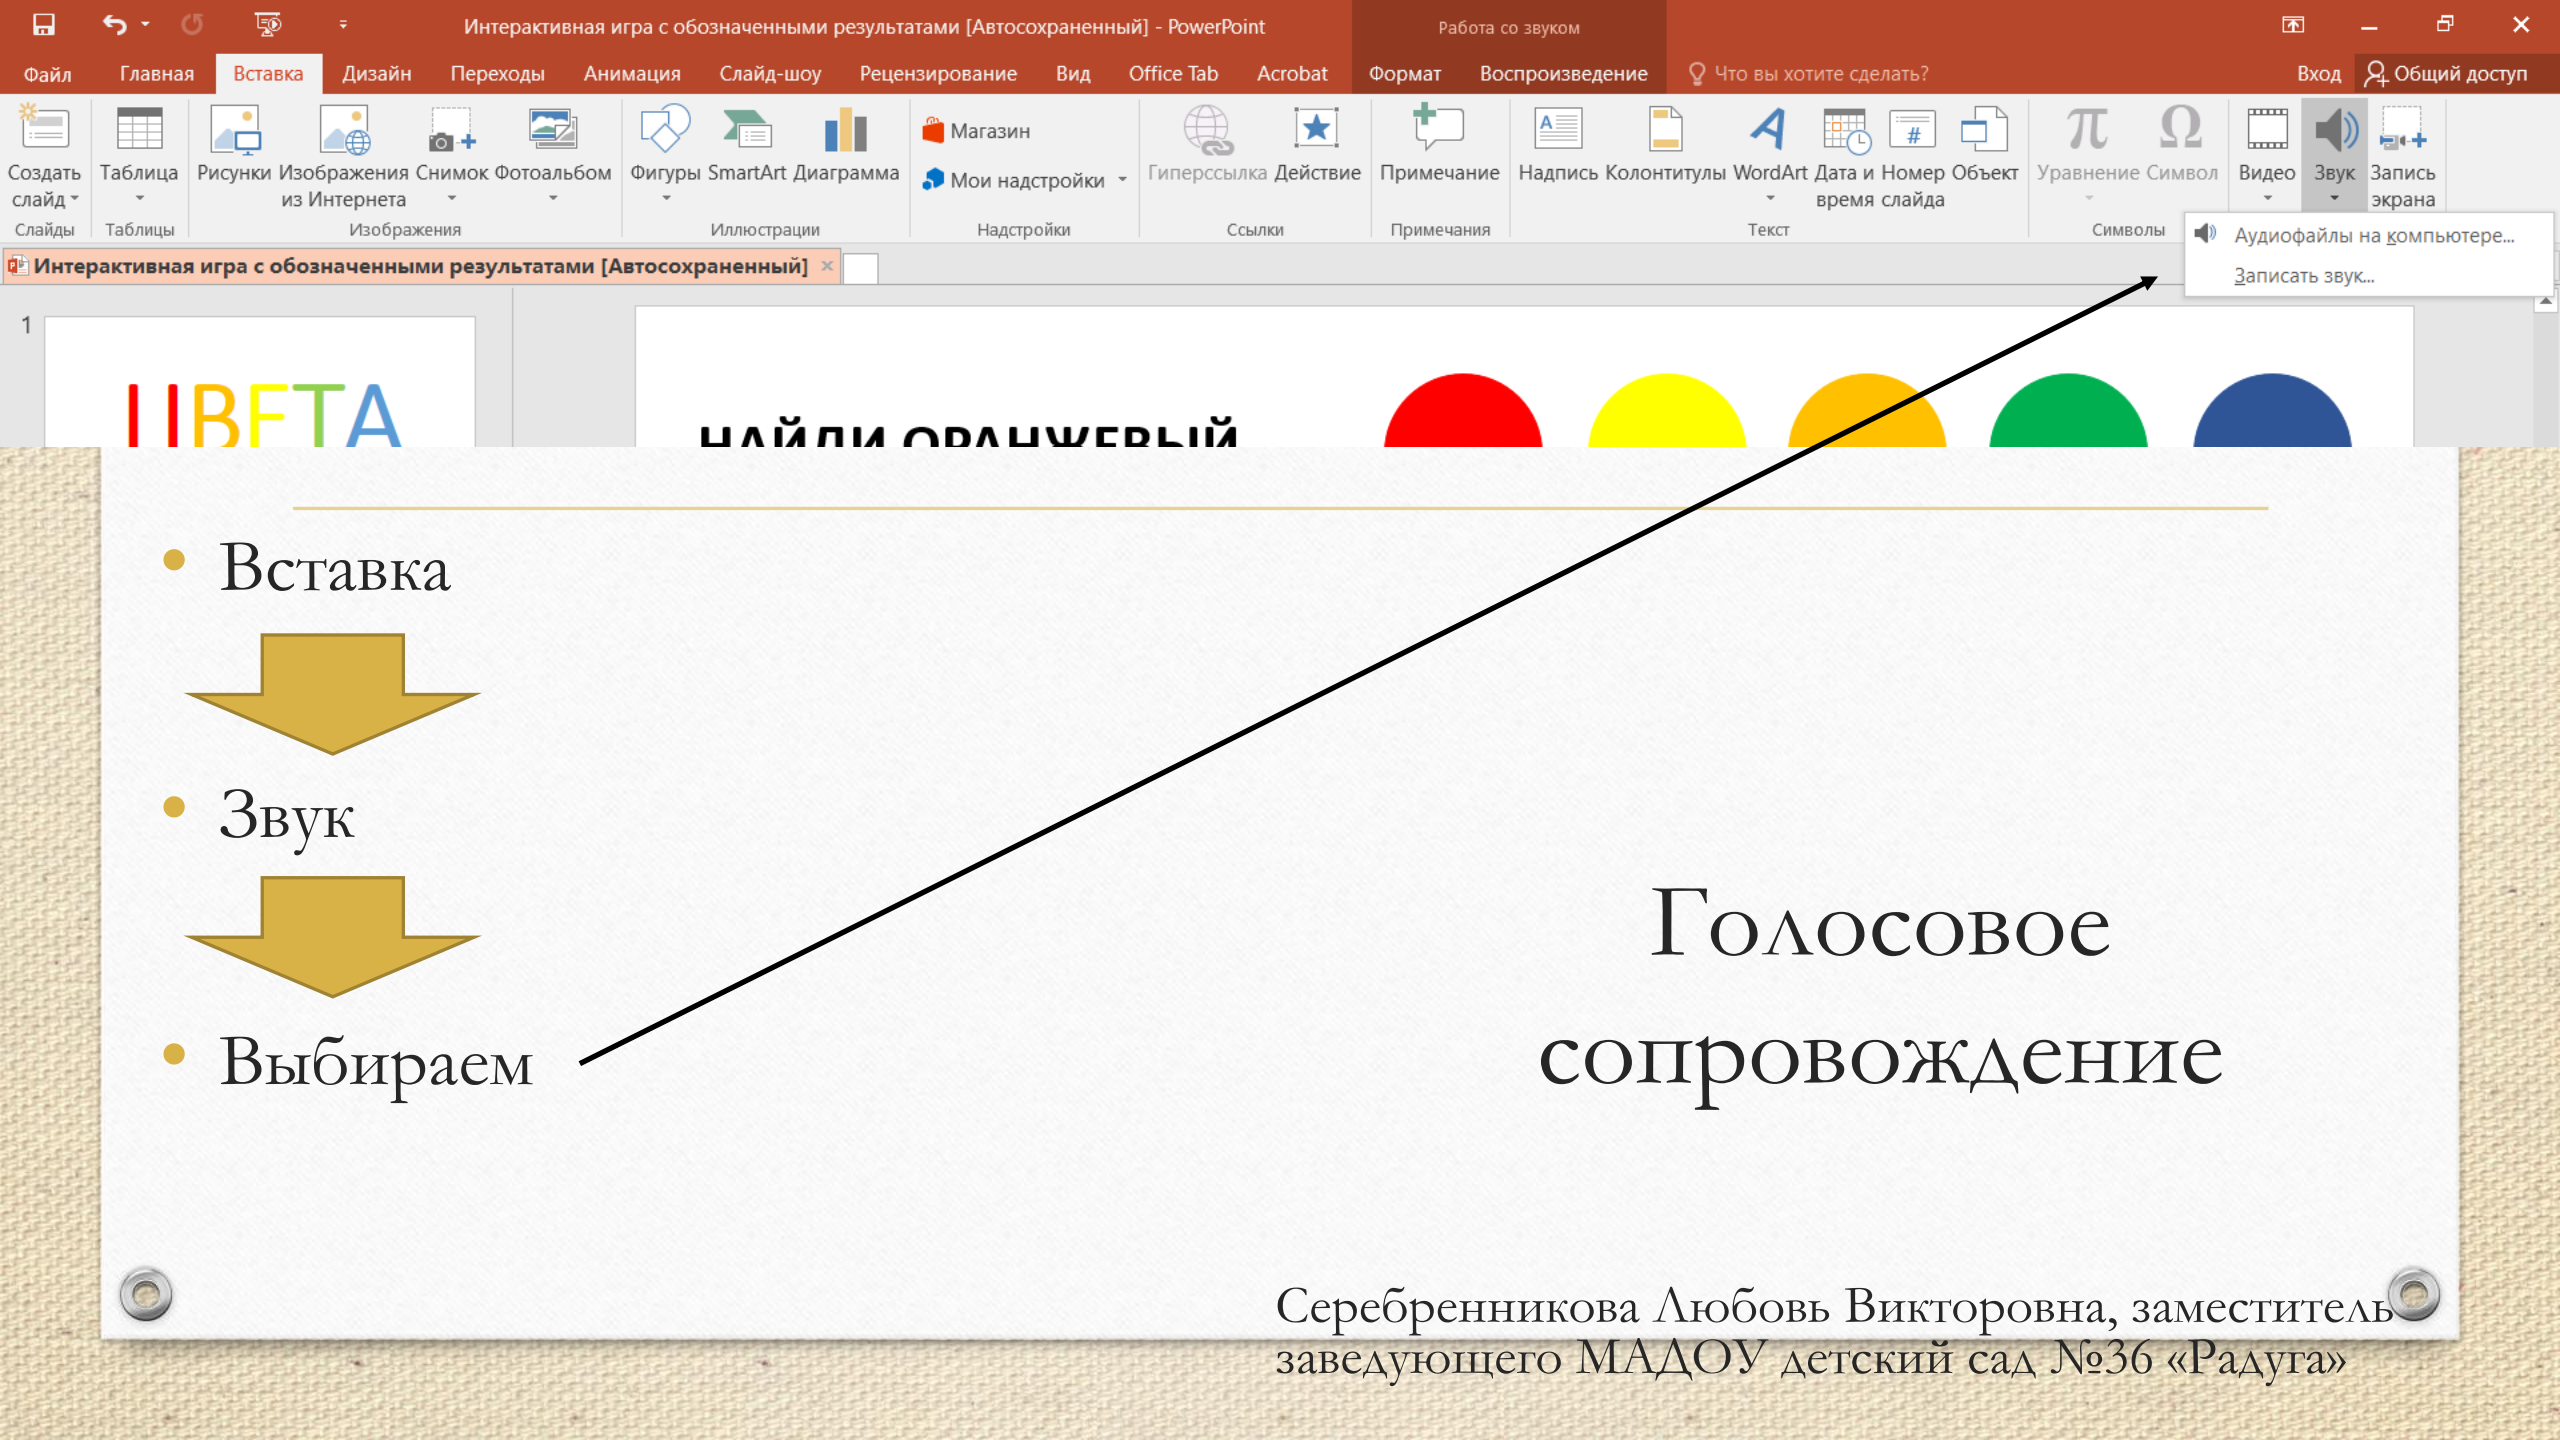 Интерактивная игра с обозначенными результатами [Автосохраненный] - PowerPoint
Работа со звуком
Файл Главная Вставка Дизайн Переходы Анимация Слайд-шоу Рецензирование Вид Office Tab Acrobat Формат Воспроизведение Что вы хотите сделать? Вход Общий доступ
Магазин
Создать Таблица Рисунки Изображения Снимок Фотоальбом Фигуры SmartArt Диаграмма Мои надстройки Гиперссылка Действие Примечание Надпись Колонтитулы WordArt Дата и Номер Объект Уравнение Символ Видео Звук Запись
слайд из Интернета время слайда экрана
Слайды Таблицы Изображения Иллюстрации Надстройки Ссылки Примечания Текст Символы
Аудиофайлы на компьютере...
Интерактивная игра с обозначенными результатами [Автосохраненный]
Записать звук...
1
ЦВЕТА
НАЙДИ ОРАНЖЕВЫЙ
Вставка
Звук
Выбираем
Голосовое
сопровождение
Серебренникова Любовь Викторовна, заместитель
заведующего МАДОУ детский сад №36 «Радуга»